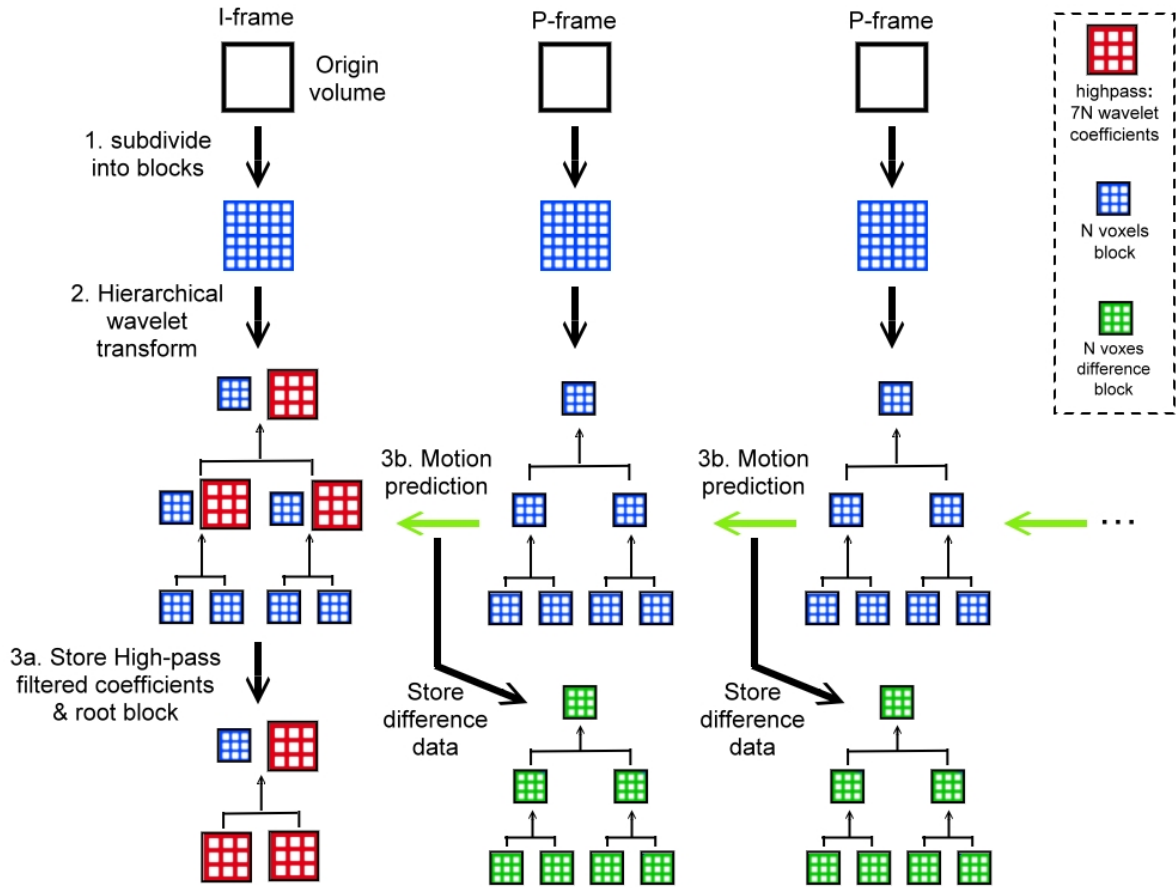 I-frame
P-frame
P-frame
Origin
volume
1. subdivide
into blocks
2. Hierarchical
wavelet
transform
3b. Motion
prediction
3b. Motion
prediction
...
3a. Store High-pass
filtered coefficients
& root block
Store
difference
data
Store
difference
data
highpass:
7N wavelet
coefficients
N voxels
block
N voxes
difference
block